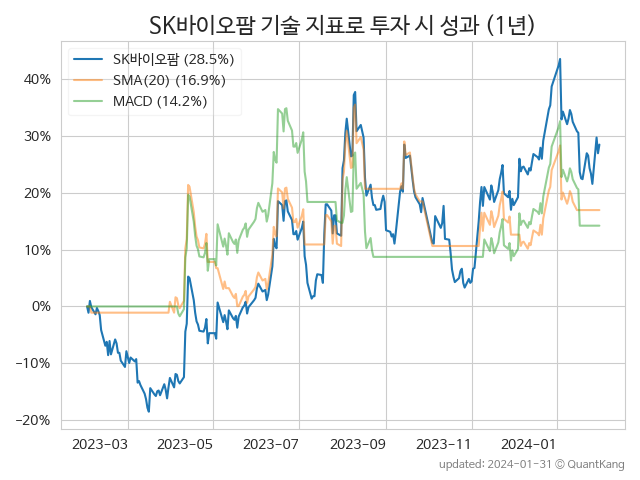 SK바이오팜 기술 지표로 투자 시 성과 (1년)
SK바이오팜 (28.5%)
SMA(20) (16.9%)
MACD (14.2%)
40%
30%
20%
10%
0%
−10%
−20%
2023-03 2023-05 2023-07 2023-09 2023-11 2024-01
updated: 2024-01-31 © QuantKang